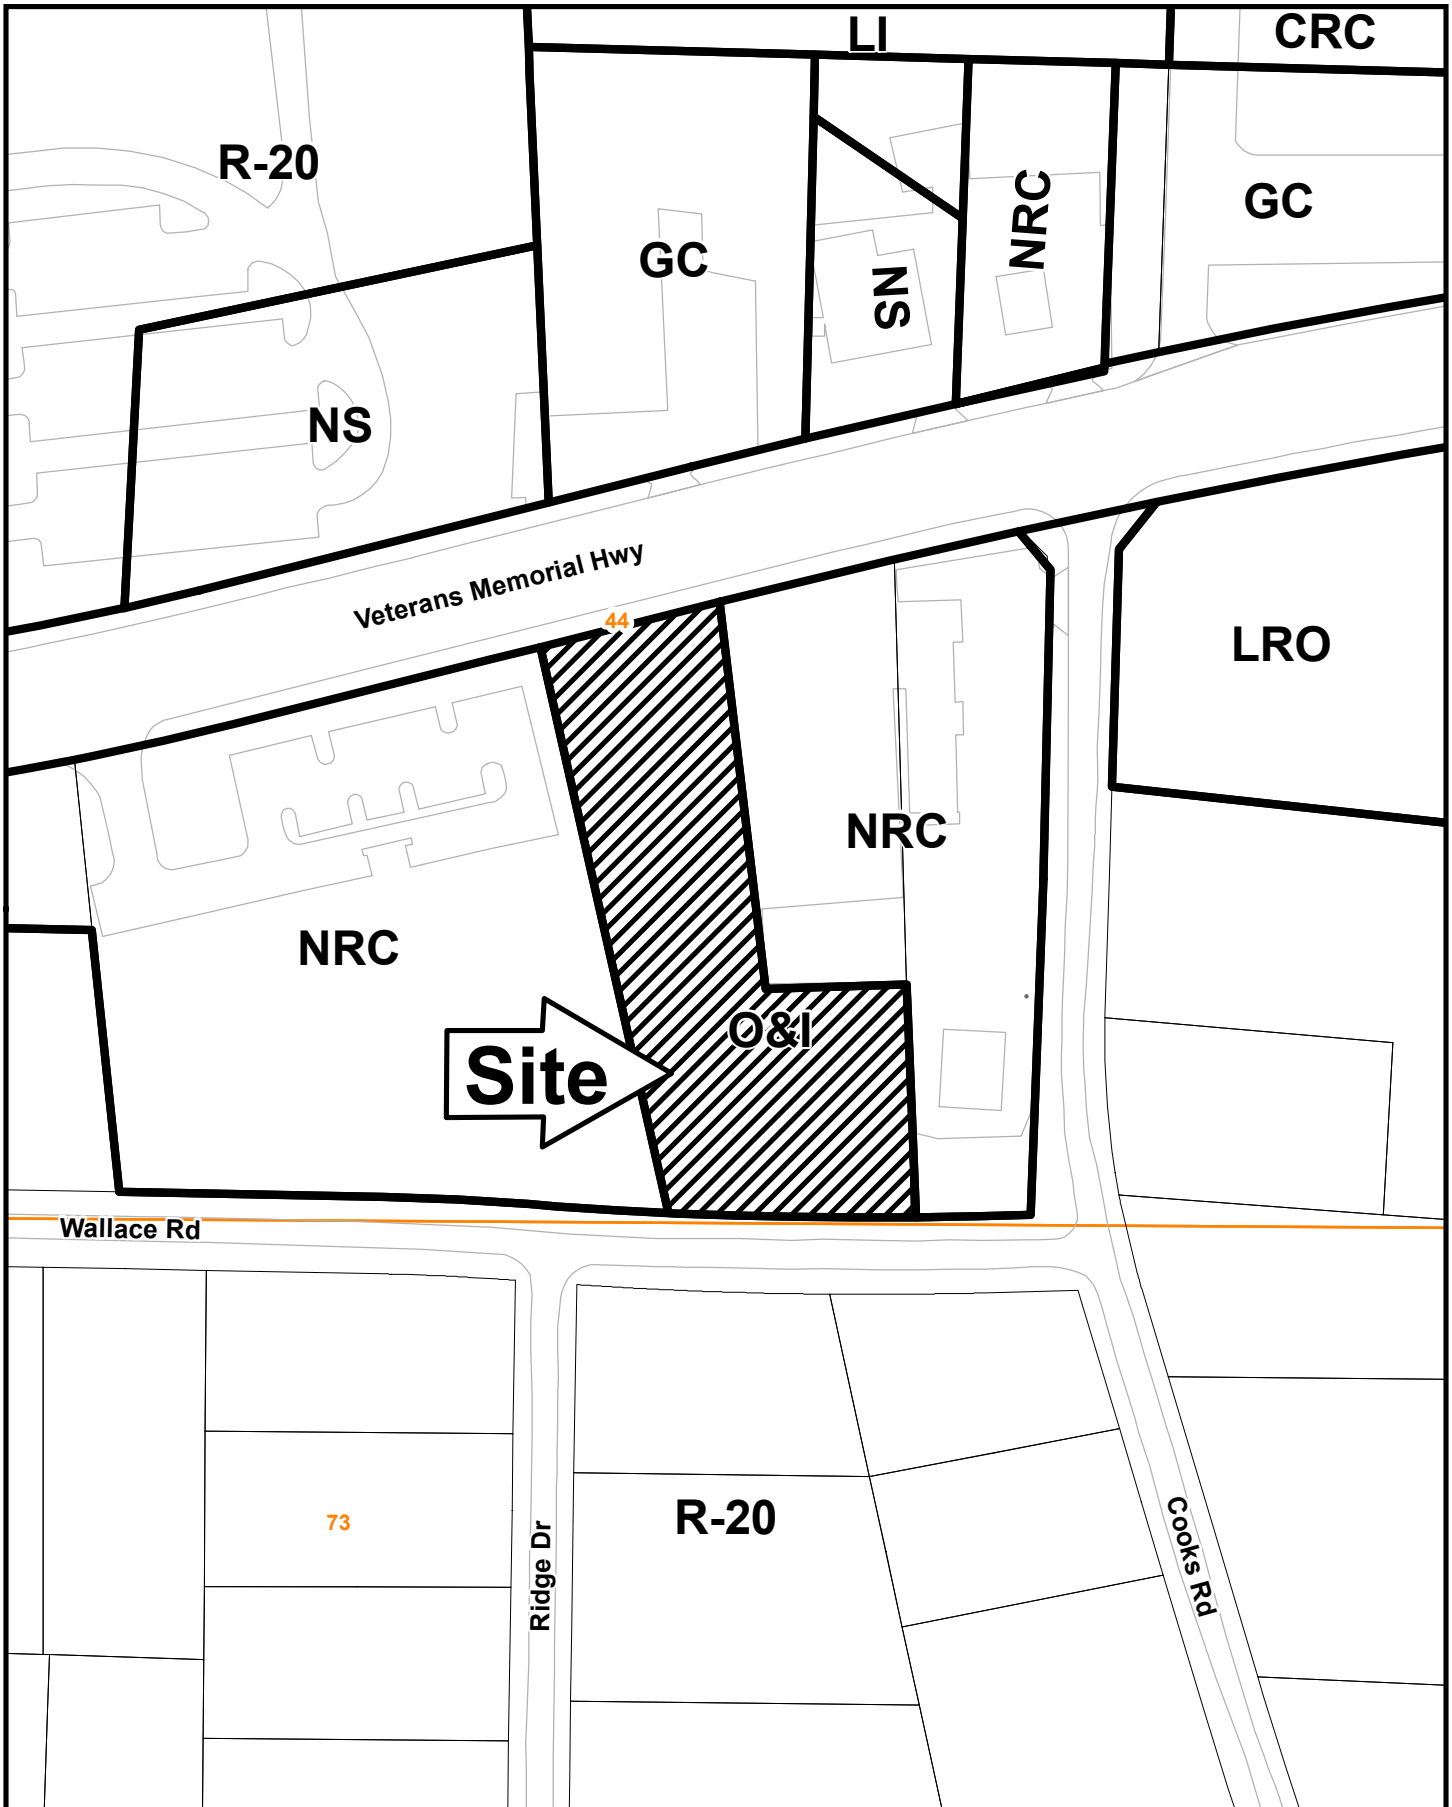 LI
CRC
R-20
GC
NRC
GC
NS
NS
Veterans Memorial Hwy
44
LRO
NRC
NRC
O&I
Site
Wallace Rd
73
R-20
Ridge Dr
Cooks Rd